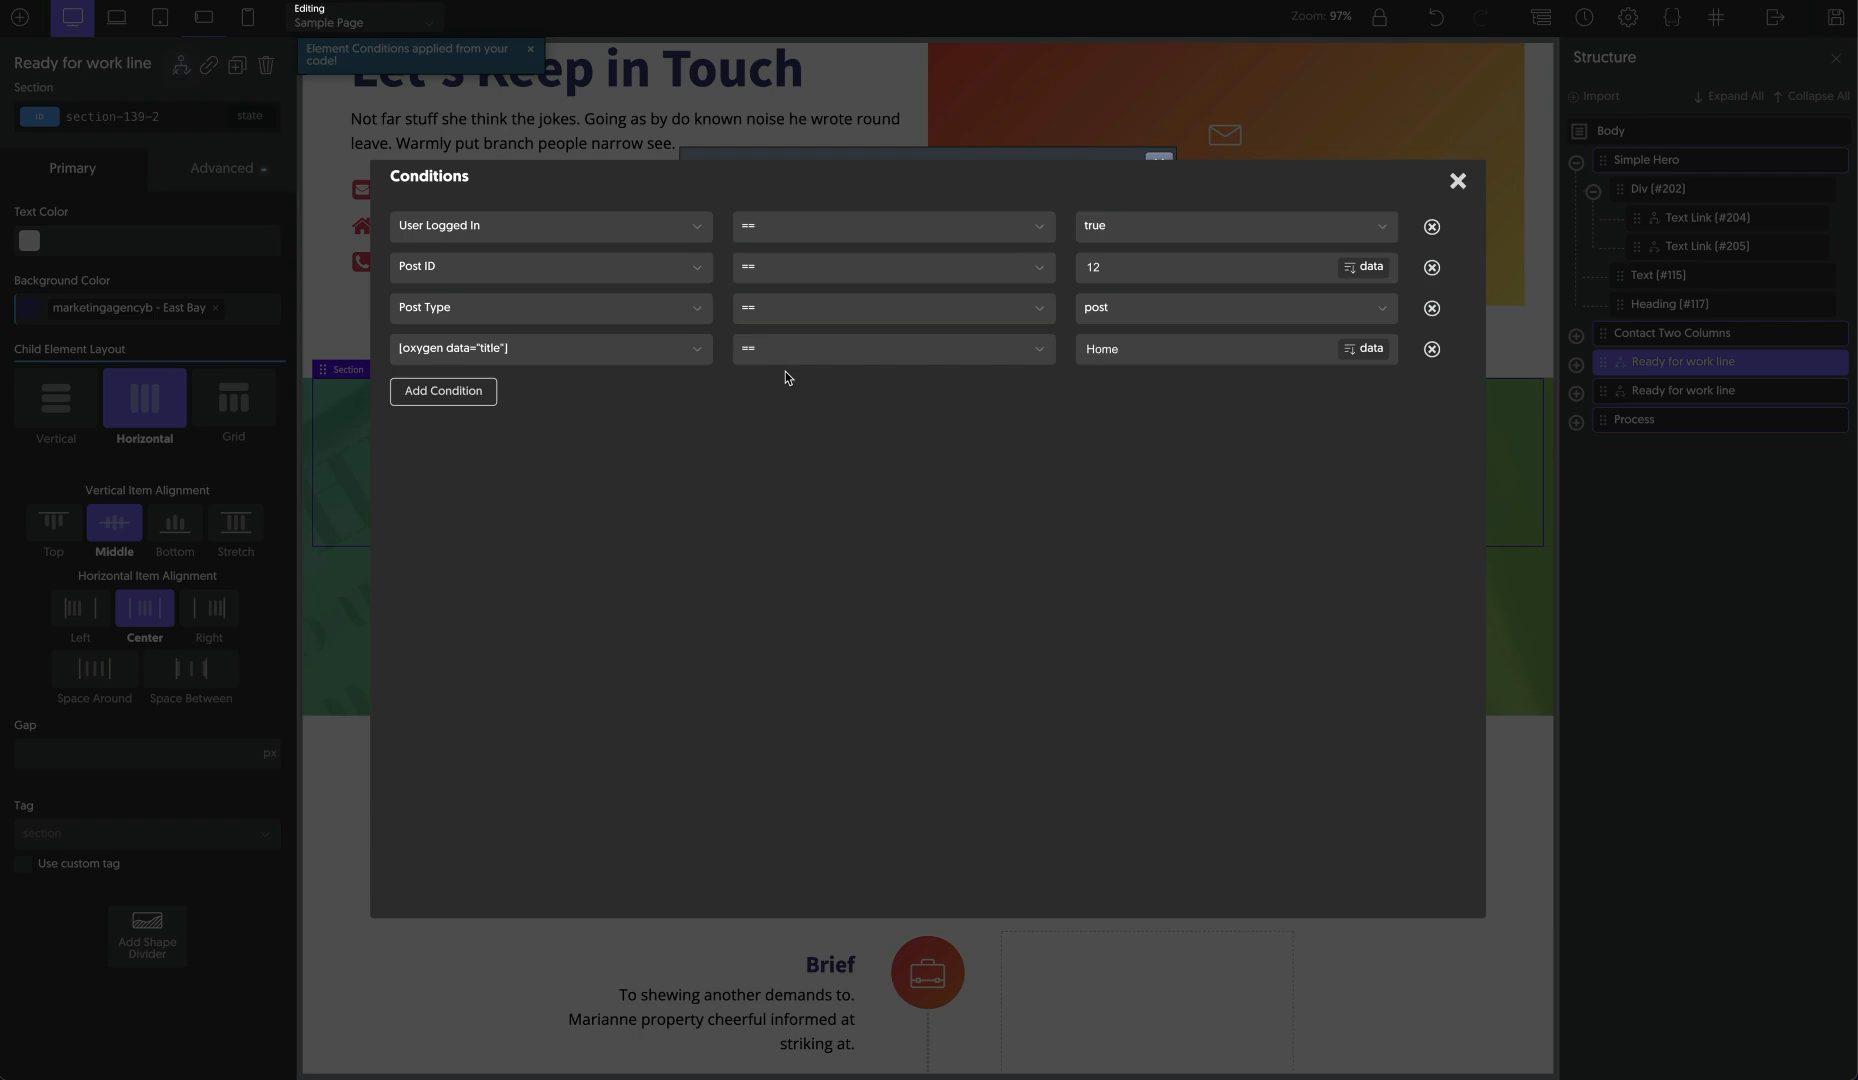 Editing
Sample Page
Zoom: 97%
Ready for work line
Section
ID section-139-2 state
Primary
Advanced
Text Color
Background Color
marketingagencyb - East Bay ×
Child Element Layout
Vertical
Horizontal
Grid
Vertical Item Alignment
Top
Middle
Bottom
Stretch
Horizontal Item Alignment
Left
Center
Right
Space Around
Space Between
Gap
px
Tag
section
Use custom tag
Add Shape
Divider
Element Conditions applied from your
code!
×
Let's Keep in Touch
Not far stuff she think the jokes. Going as by do known noise he wrote round
leave. Warmly put branch people narrow see.
Section
Conditions
User Logged In == true
Post ID == 12 data
Post Type == post
[oxygen data="title"] == Home data
Add Condition
Brief
To shewing another demands to.
Marianne property cheerful informed at
striking at.
Structure
Import
Expand All
Collapse All
Body
Simple Hero
Div (#202)
Text Link (#204)
Text Link (#205)
Text (#115)
Heading (#117)
Contact Two Columns
Ready for work line
Ready for work line
Process